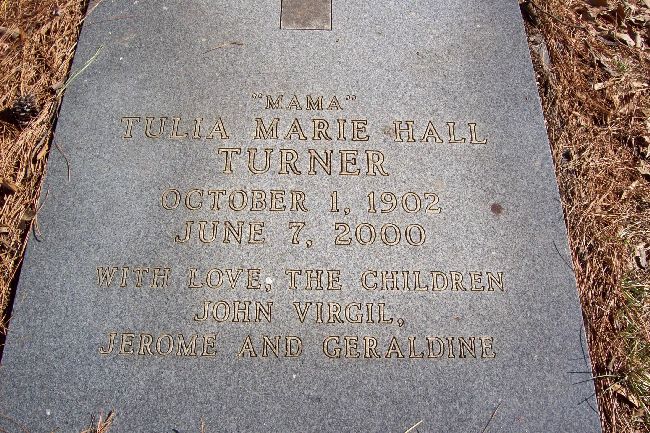 "MAMA"
TULIA MARIE HALL
TURNER
OCTOBER 1, 1902
JUNE 7, 2000
WITH LOVE, THE CHILDREN
JOHN VIRGIL,
JEROME AND GERALDINE